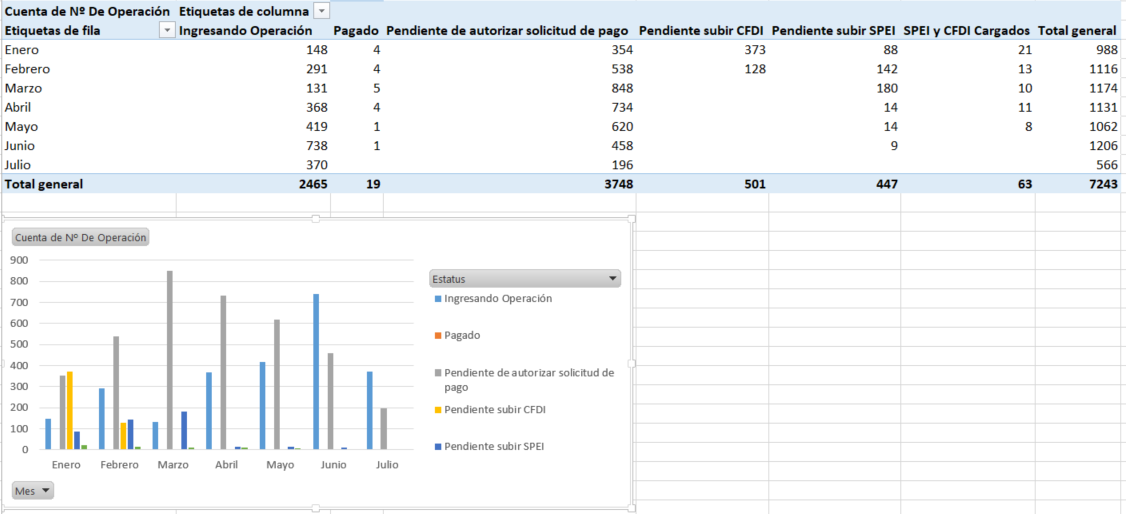 Cuenta de Nº De Operación Etiquetas de columna
Etiquetas de fila Ingresando Operación Pagado Pendiente de autorizar solicitud de pago Pendiente subir CFDI Pendiente subir SPEI SPEI y CFDI Cargados Total general
Enero 148 4 354 373 88 21 988
Febrero 291 4 538 128 142 13 1116
Marzo 131 5 848 180 10 1174
Abril 368 4 734 14 11 1131
Mayo 419 1 620 14 8 1062
Junio 738 1 458 9 1206
Julio 370 196 566
Total general 2465 19 3748 501 447 63 7243
Cuenta de Nº De Operación
900
800
700
600
500
400
300
200
100
0
Enero Febrero Marzo Abril Mayo Junio Julio
Estatus
Ingresando Operación
Pagado
Pendiente de autorizar solicitud de
pago
Pendiente subir CFDI
Pendiente subir SPEI
Mes